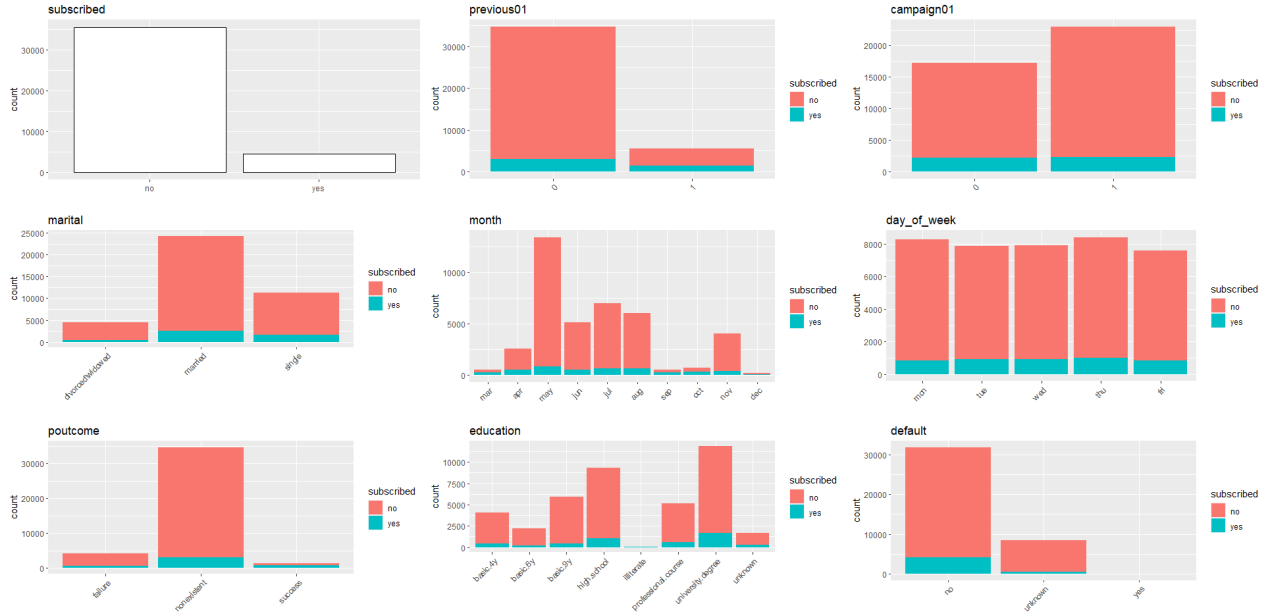 subscribed
count
30000
20000
10000
0
no
yes
previous01
count
30000
20000
10000
0
0
1
subscribed
no
yes
campaign01
count
20000
15000
10000
5000
0
0
1
subscribed
no
yes
marital
count
25000
20000
15000
10000
5000
0
divorced/widowed
married
single
subscribed
no
yes
month
count
10000
5000
0
mar
apr
may
jun
jul
aug
sep
oct
nov
dec
subscribed
no
yes
day_of_week
count
8000
6000
4000
2000
0
mon
tue
wed
thu
fri
subscribed
no
yes
poutcome
count
30000
20000
10000
0
failure
nonexistent
success
subscribed
no
yes
education
count
10000
7500
5000
2500
0
basic.4y
basic.6y
basic.9y
high.school
illiterate
professional.course
university.degree
unknown
subscribed
no
yes
default
count
30000
20000
10000
0
no
unknown
yes
subscribed
no
yes